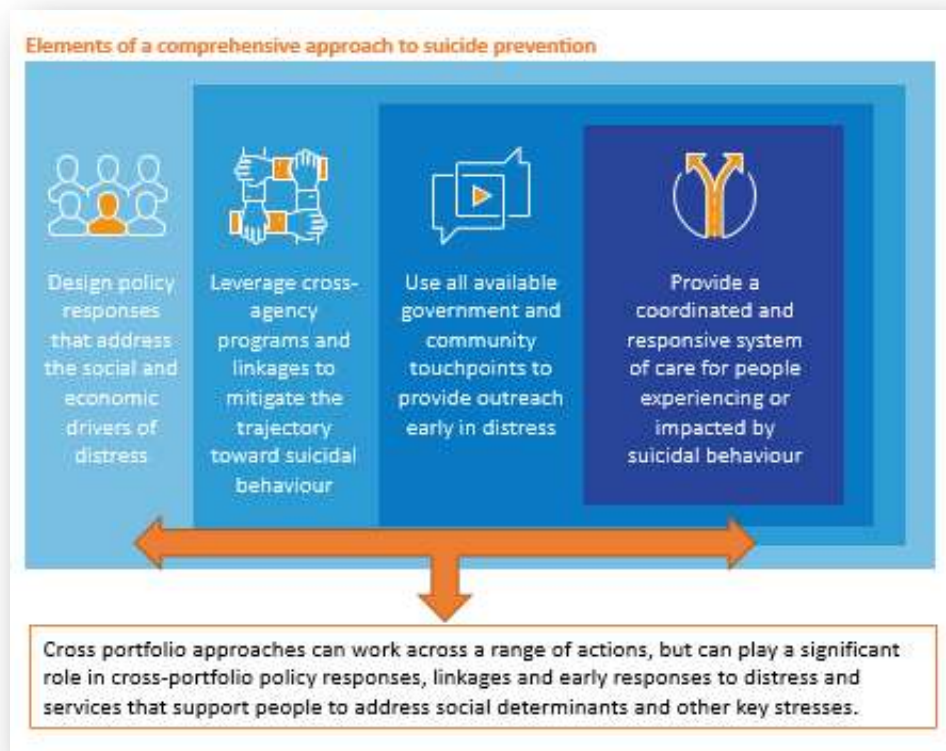 Elements of a comprehensive approach to suicide prevention
Design policy
responses
that address
the social and
economic
drivers of
distress
Leverage cross-
agency
programs and
linkages to
mitigate the
trajectory
toward suicidal
behaviour
Use all available
government and
community
touchpoints to
provide outreach
early in distress
Provide a
coordinated and
responsive system
of care for people
experiencing or
impacted by
suicidal behaviour
Cross portfolio approaches can work across a range of actions, but can play a significant
role in cross-portfolio policy responses, linkages and early responses to distress and
services that support people to address social determinants and other key stresses.